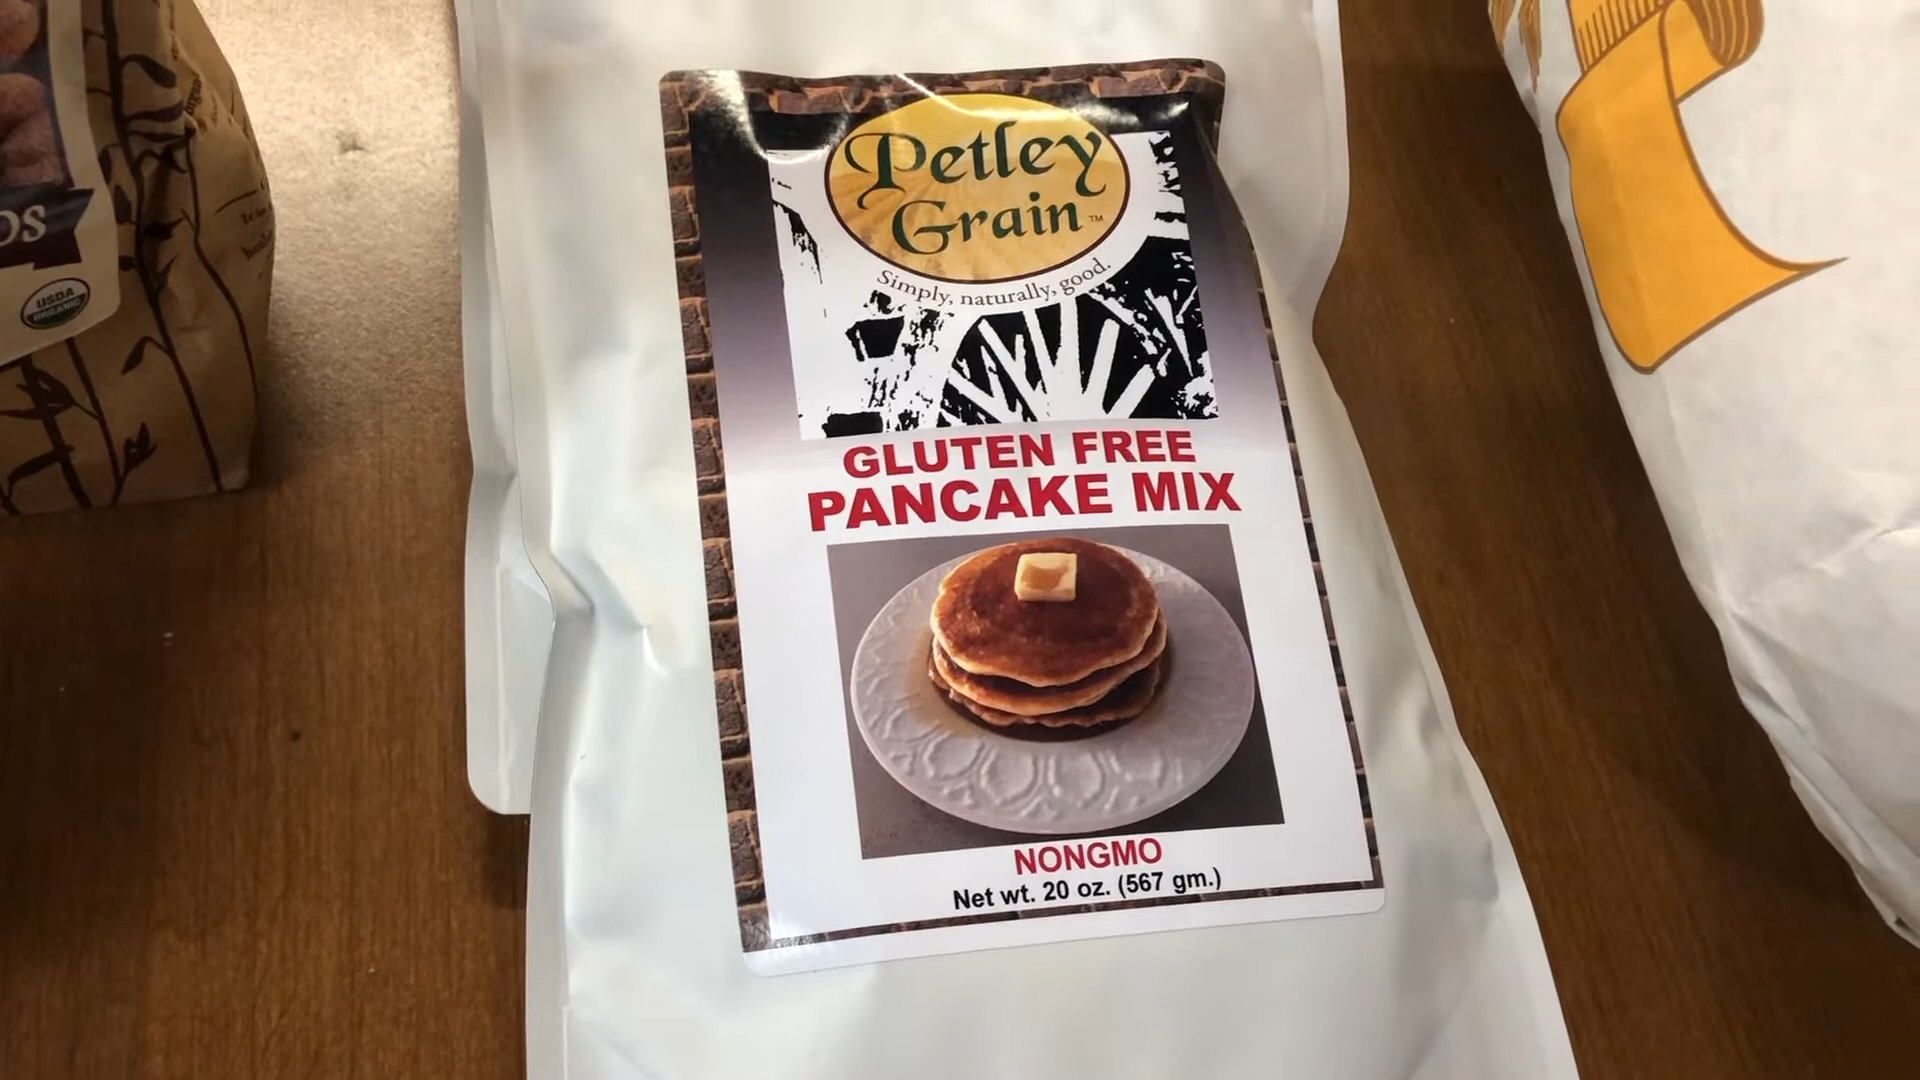 os
USDA
ORGANIC
Petley
Grain™
Simply, naturally, good.
GLUTEN FREE
PANCAKE MIX
NONGMO
Net wt. 20 oz. (567 gm.)